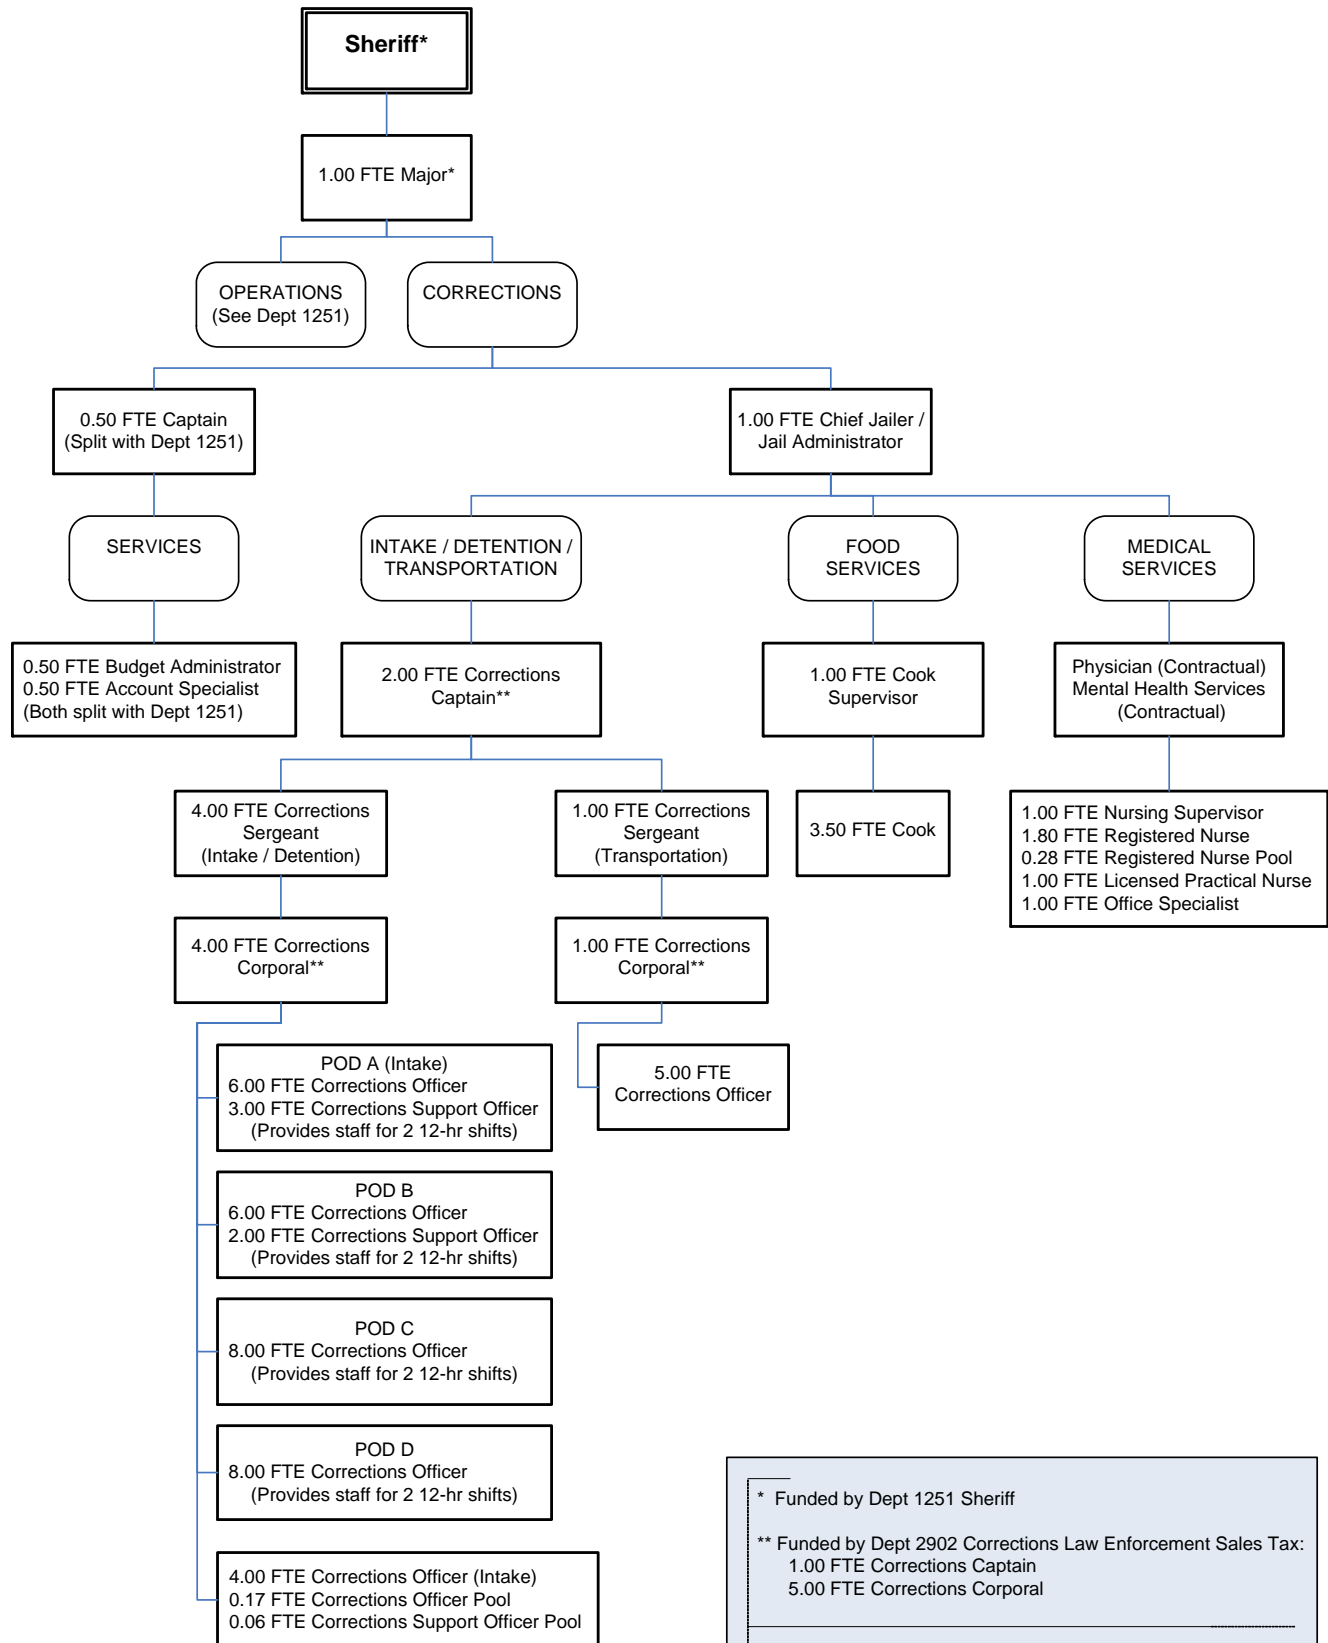 Sheriff*
1.00 FTE Major*
OPERATIONS
(See Dept 1251)
CORRECTIONS
0.50 FTE Captain
(Split with Dept 1251)
1.00 FTE Chief Jailer /
Jail Administrator
SERVICES
INTAKE / DETENTION /
TRANSPORTATION
FOOD
SERVICES
MEDICAL
SERVICES
0.50 FTE Budget Administrator
0.50 FTE Account Specialist
(Both split with Dept 1251)
2.00 FTE Corrections
Captain**
1.00 FTE Cook
Supervisor
Physician (Contractual)
Mental Health Services
(Contractual)
4.00 FTE Corrections
Sergeant
(Intake / Detention)
1.00 FTE Corrections
Sergeant
(Transportation)
3.50 FTE Cook
1.00 FTE Nursing Supervisor
1.80 FTE Registered Nurse
0.28 FTE Registered Nurse Pool
1.00 FTE Licensed Practical Nurse
1.00 FTE Office Specialist
4.00 FTE Corrections
Corporal**
1.00 FTE Corrections
Corporal**
POD A (Intake)
6.00 FTE Corrections Officer
3.00 FTE Corrections Support Officer
(Provides staff for 2 12-hr shifts)
5.00 FTE
Corrections Officer
POD B
6.00 FTE Corrections Officer
2.00 FTE Corrections Support Officer
(Provides staff for 2 12-hr shifts)
POD C
8.00 FTE Corrections Officer
(Provides staff for 2 12-hr shifts)
POD D
8.00 FTE Corrections Officer
(Provides staff for 2 12-hr shifts)
4.00 FTE Corrections Officer (Intake)
0.17 FTE Corrections Officer Pool
0.06 FTE Corrections Support Officer Pool
* Funded by Dept 1251 Sheriff
** Funded by Dept 2902 Corrections Law Enforcement Sales Tax:
1.00 FTE Corrections Captain
5.00 FTE Corrections Corporal